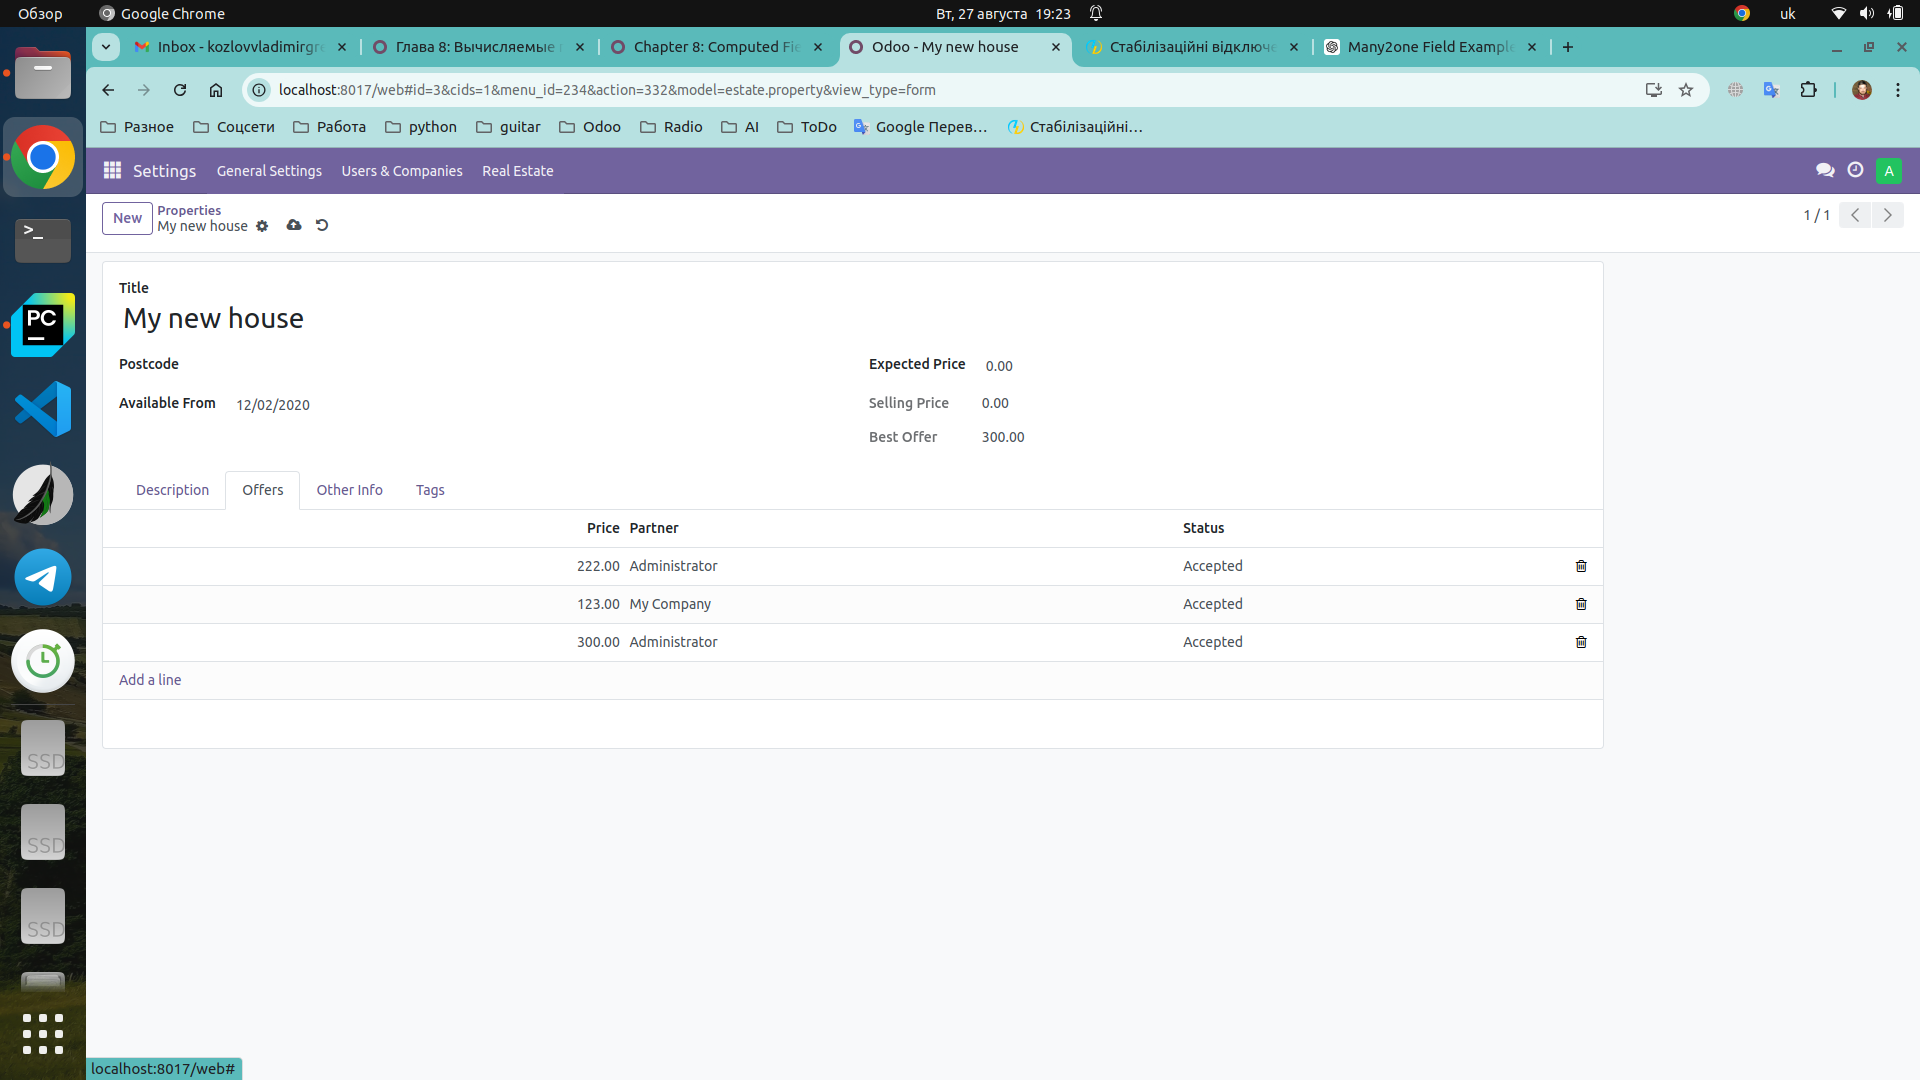 Обзор
Google Chrome
Вт, 27 августа 19:23
uk
Inbox - kozlovvladimirgr
Глава 8: Вычисляемые
Chapter 8: Computed Fie
Odoo - My new house
Стабілізаційні відключе
Many2one Field Example
localhost:8017/web#id=3&cids=1&menu_id=234&action=332&model=estate.property&view_type=form
Разное
Соцсети
Работа
python
guitar
Odoo
Radio
AI
ToDo
Google Перев...
Стабілізаційні...
Settings
General Settings
Users & Companies
Real Estate
A
New
Properties
My new house
1 / 1
Title
My new house
Postcode
Expected Price 0.00
Available From 12/02/2020
Selling Price 0.00
Best Offer 300.00
Description
Offers
Other Info
Tags
Price Partner Status
222.00 Administrator Accepted
123.00 My Company Accepted
300.00 Administrator Accepted
Add a line
PC
SSD
SSD
SSD
localhost:8017/web#